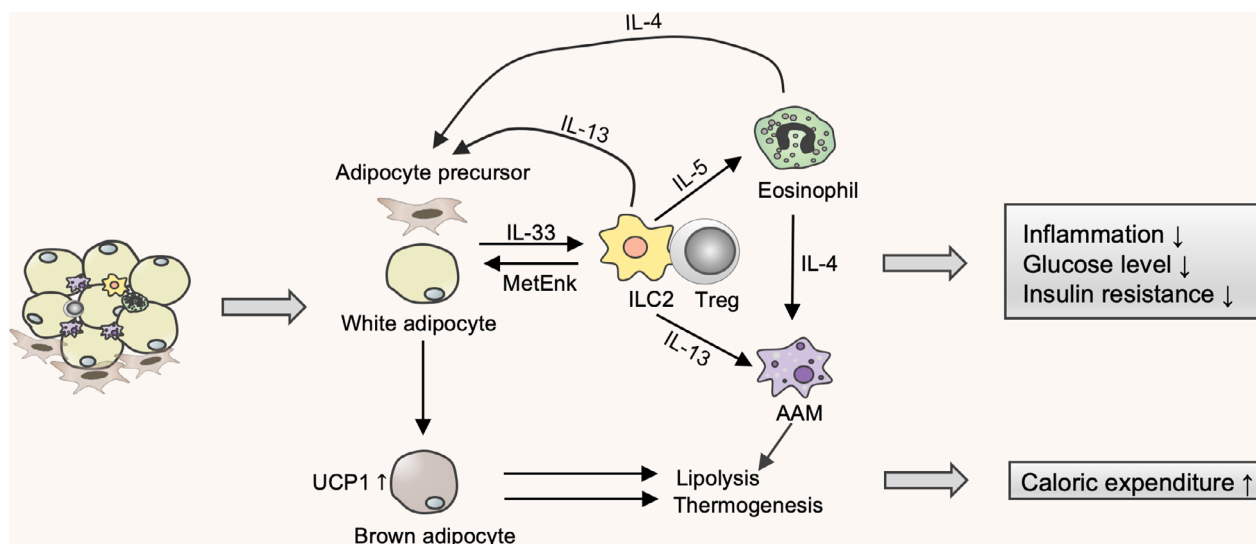 IL-4
IL-13
Adipocyte precursor
IL-5
Eosinophil
IL-33
MetEnk
IL-4
ILC2
Treg
White adipocyte
IL-13
AAM
Inflammation ↓
Glucose level ↓
Insulin resistance ↓
UCP1 ↑
Lipolysis
Thermogenesis
Brown adipocyte
Caloric expenditure ↑